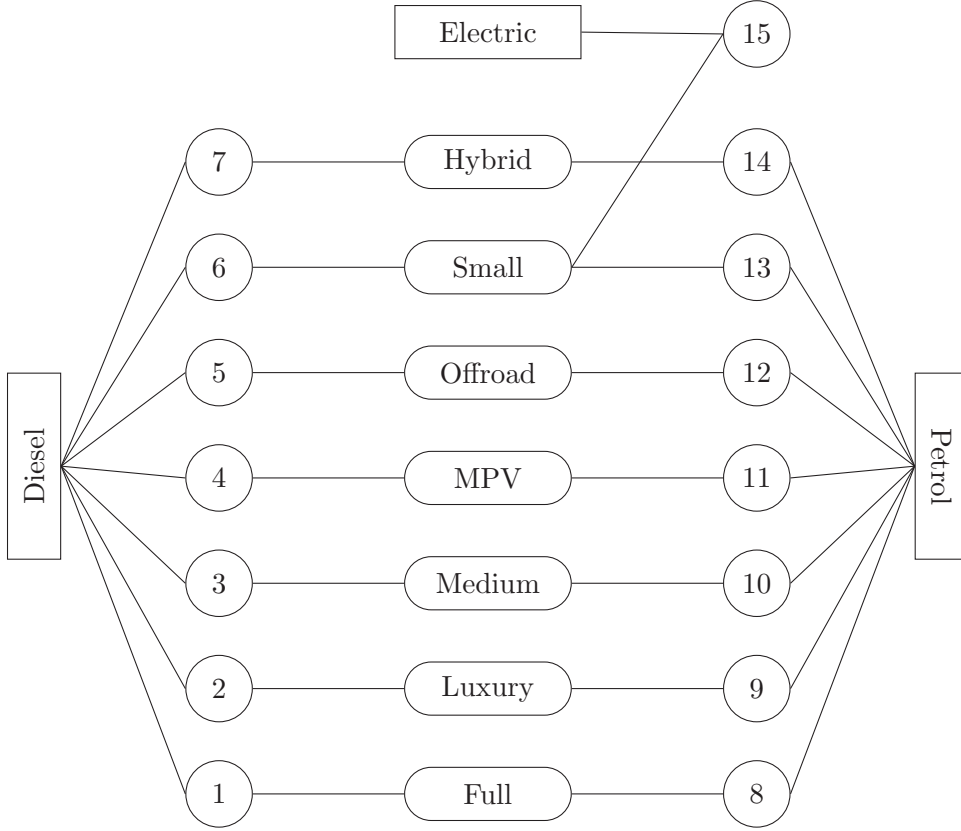 Electric
15
7
Hybrid
14
6
Small
13
5
Offroad
12
Diesel
4
MPV
11
Petrol
3
Medium
10
2
Luxury
9
1
Full
8